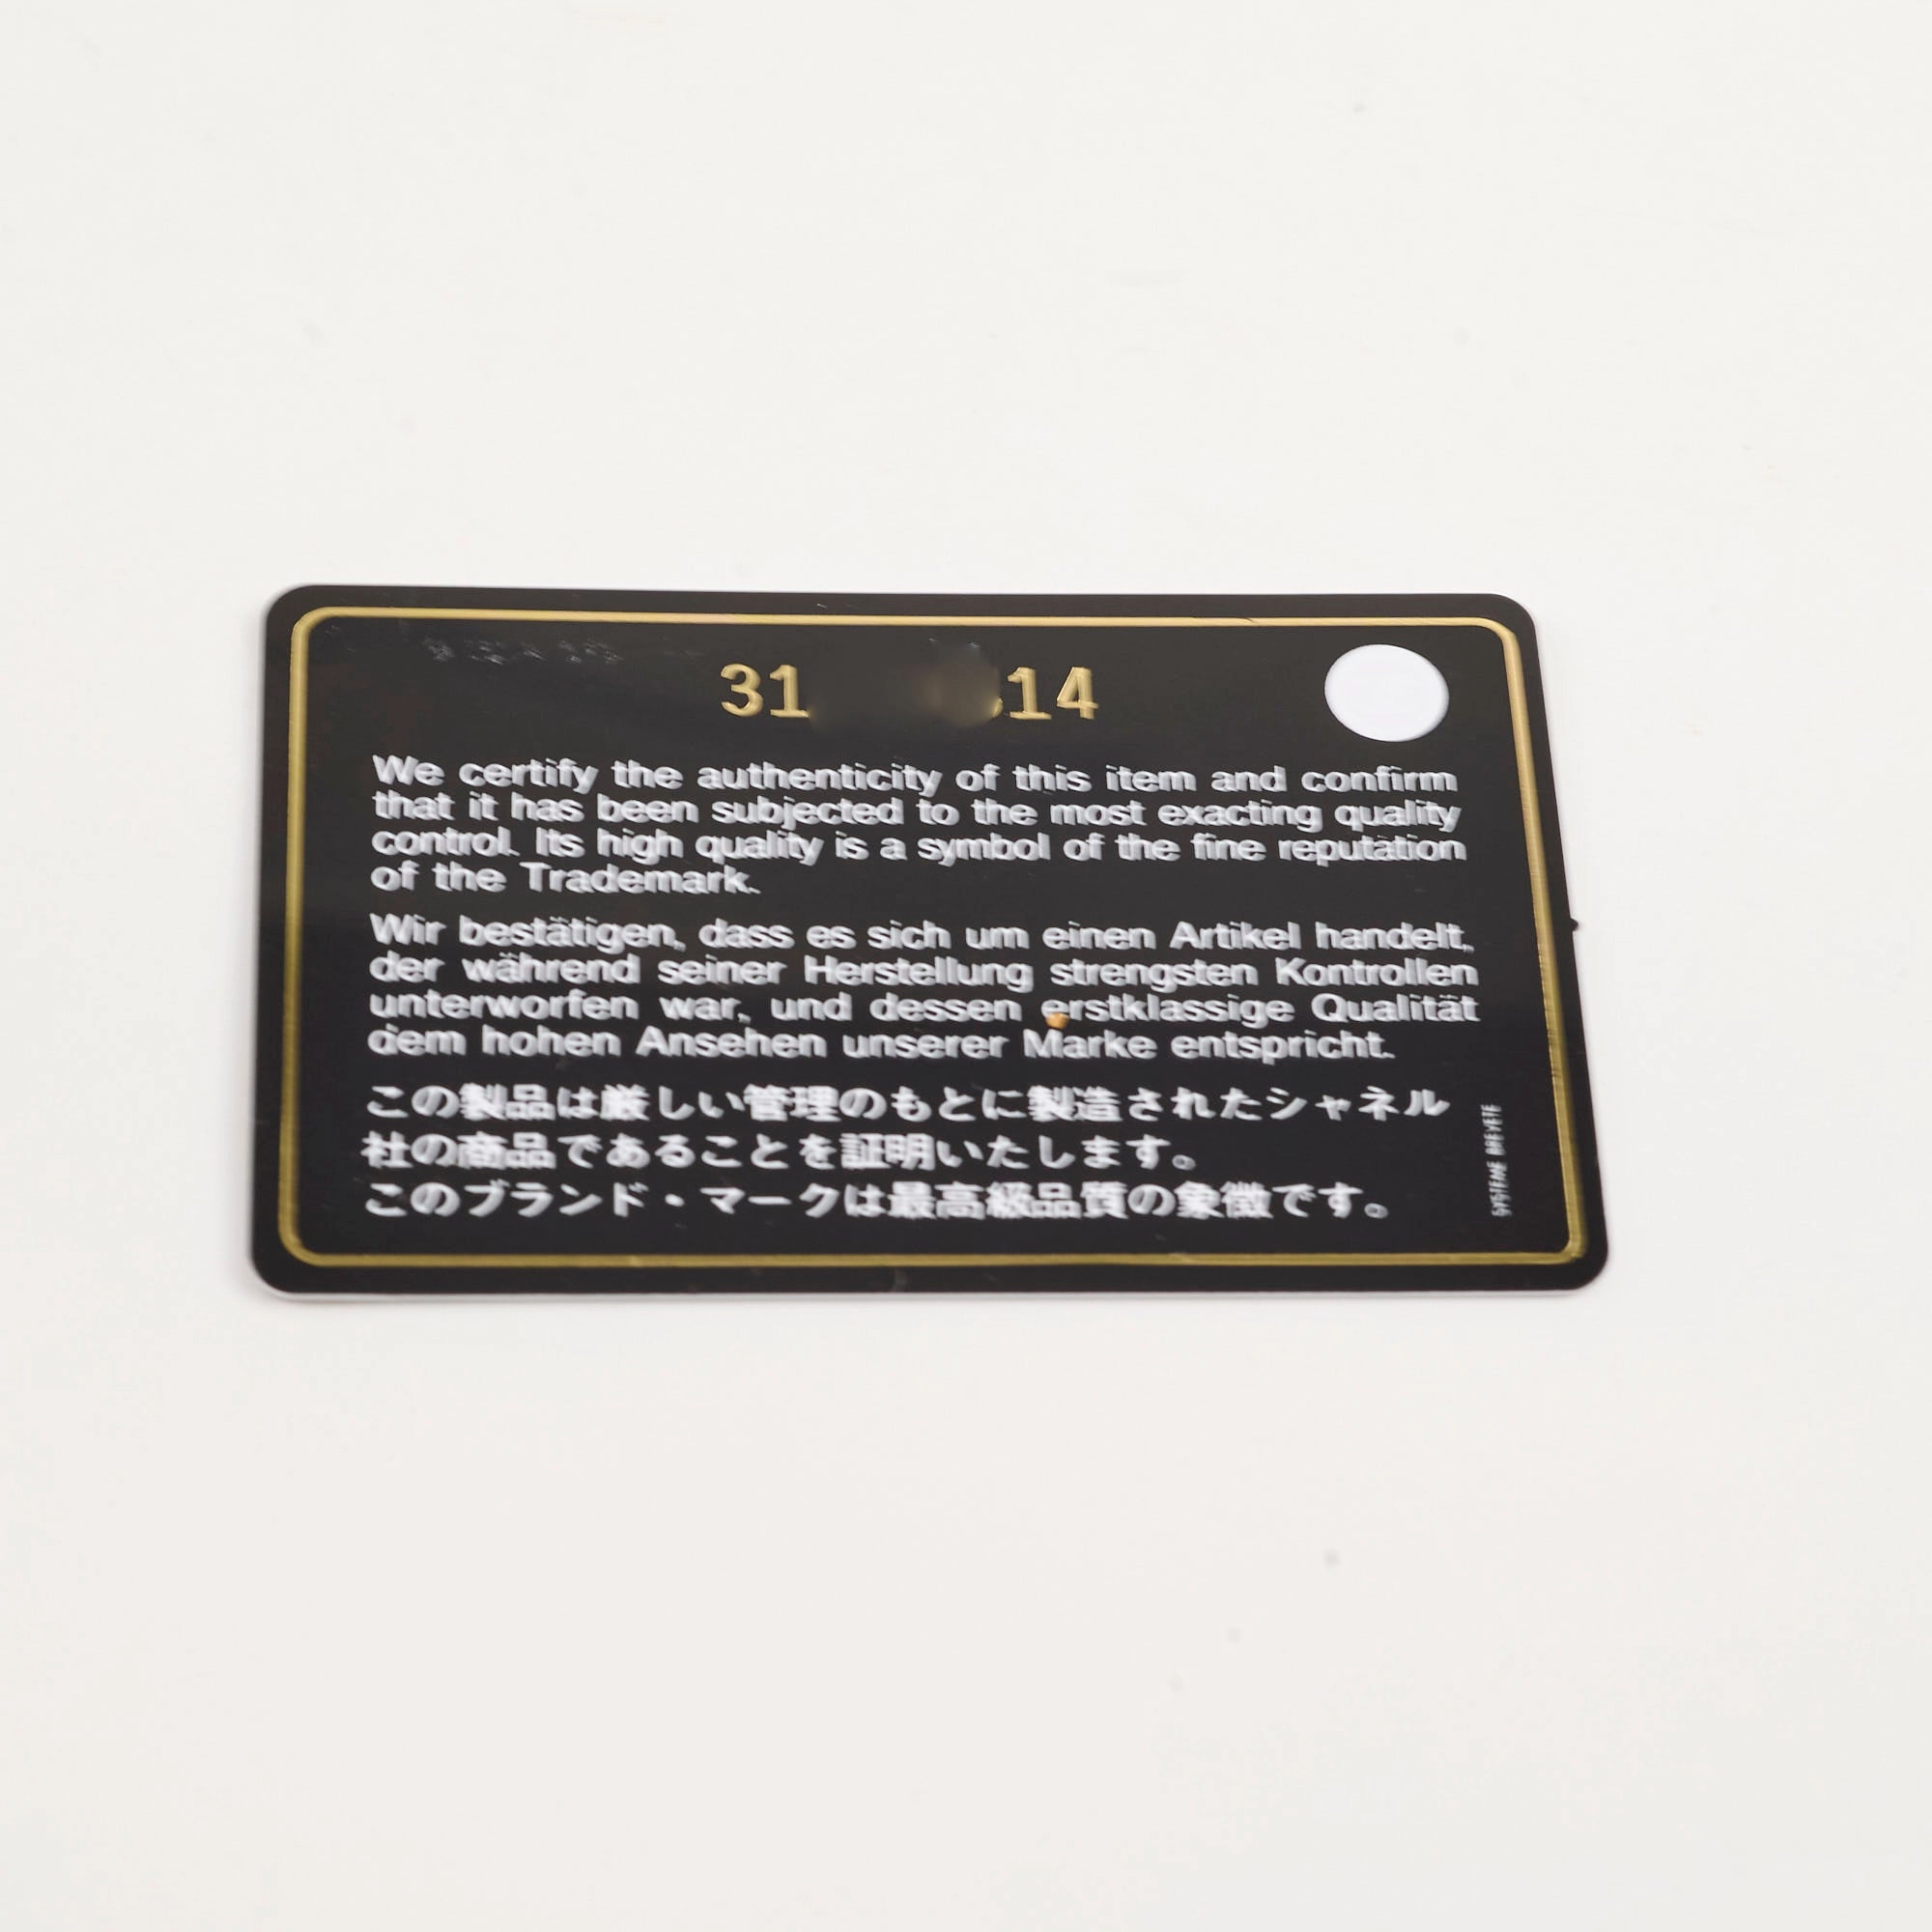 31 14
We certify the authenticity of this item and confirm
that it has been subjected to the most exacting quality
control. Its high quality is a symbol of the fine reputation
of the Trademark.
Wir bestätigen, dass es sich um einen Artikel handelt,
der während seiner Herstellung strengsten Kontrollen
unterworfen war, und dessen erstklassige Qualität
dem hohen Ansehen unserer Marke entspricht.
この製品は厳しい管理のもとに製造されたシャネル
社の商品であることを証明いたします。
このブランド・マークは最高級品質の象徴です。
SYSTEME BREVETE